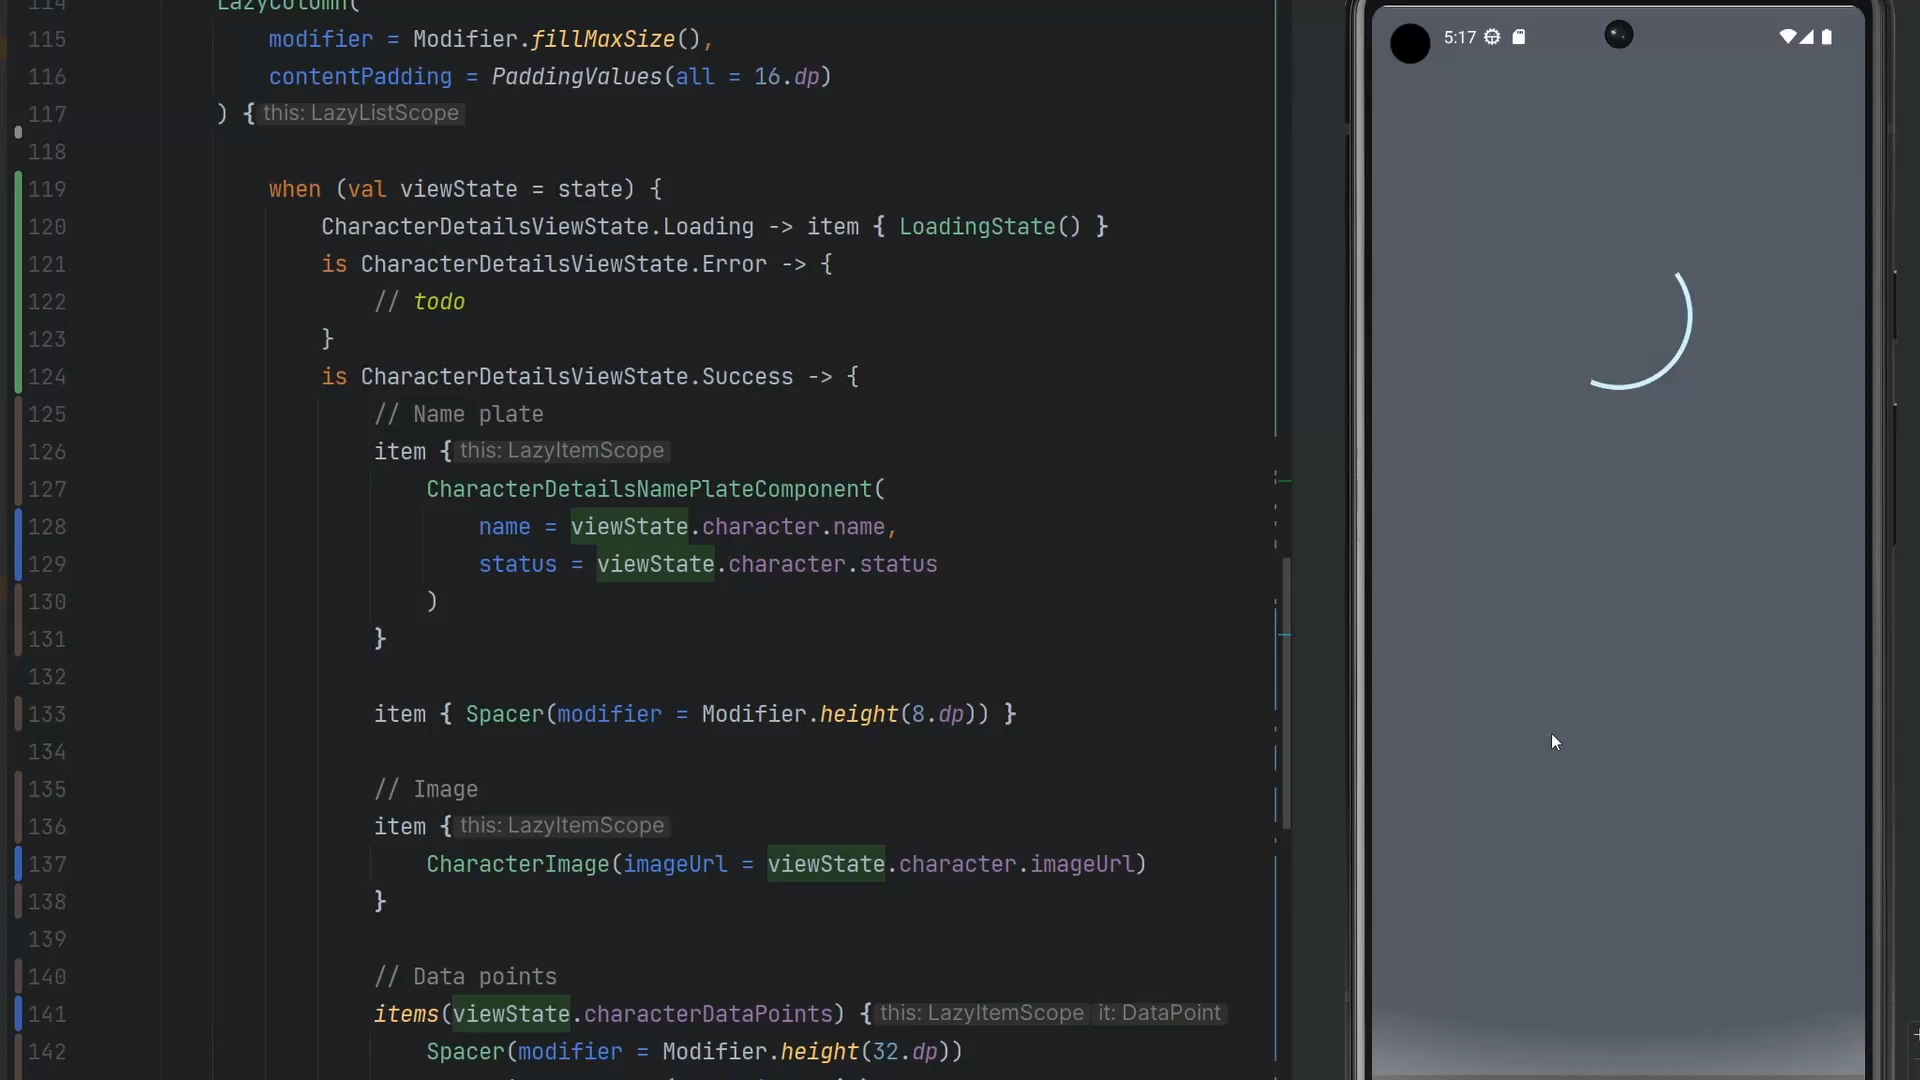 114 LazyColumn(
115 modifier = Modifier.fillMaxSize(),
116 contentPadding = PaddingValues(all = 16.dp)
117 ) { this: LazyListScope
118
119 when (val viewState = state) {
120 CharacterDetailsViewState.Loading -> item { LoadingState() }
121 is CharacterDetailsViewState.Error -> {
122 // todo
123 }
124 is CharacterDetailsViewState.Success -> {
125 // Name plate
126 item { this: LazyItemScope
127 CharacterDetailsNamePlateComponent(
128 name = viewState.character.name,
129 status = viewState.character.status
130 )
131 }
132
133 item { Spacer(modifier = Modifier.height(8.dp)) }
134
135 // Image
136 item { this: LazyItemScope
137 CharacterImage(imageUrl = viewState.character.imageUrl)
138 }
139
140 // Data points
141 items(viewState.characterDataPoints) { this: LazyItemScope it: DataPoint
142 Spacer(modifier = Modifier.height(32.dp))
5:17